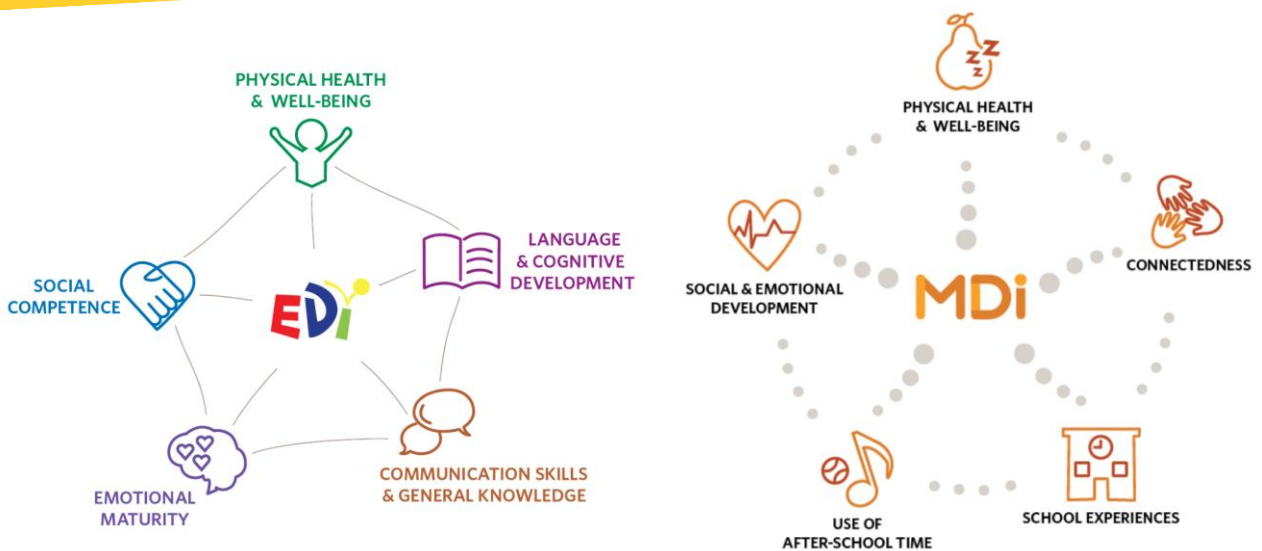 PHYSICAL HEALTH
& WELL-BEING
LANGUAGE
& COGNITIVE
DEVELOPMENT
SOCIAL
COMPETENCE
EDi
COMMUNICATION SKILLS
& GENERAL KNOWLEDGE
EMOTIONAL
MATURITY
zzz
PHYSICAL HEALTH
& WELL-BEING
CONNECTEDNESS
SOCIAL & EMOTIONAL
DEVELOPMENT
MDi
SCHOOL EXPERIENCES
USE OF
AFTER-SCHOOL TIME